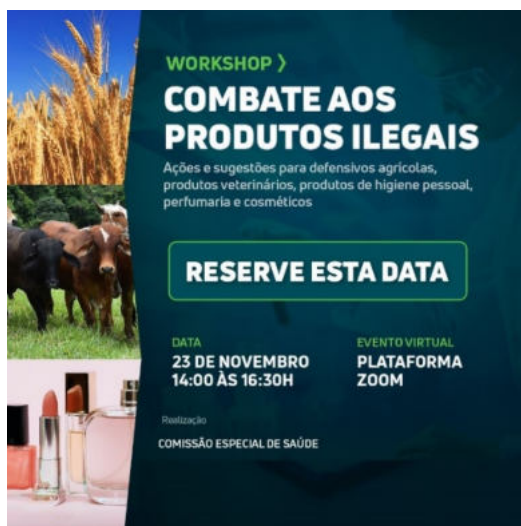 WORKSHOP 〉
COMBATE AOS
PRODUTOS ILEGAIS
Ações e sugestões para defensivos agrícolas,
produtos veterinários, produtos de higiene pessoal,
perfumaria e cosméticos
RESERVE ESTA DATA
DATA
23 DE NOVEMBRO
14:00 ÀS 16:30H
EVENTO VIRTUAL
PLATAFORMA
ZOOM
Realização
COMISSÃO ESPECIAL DE SAÚDE